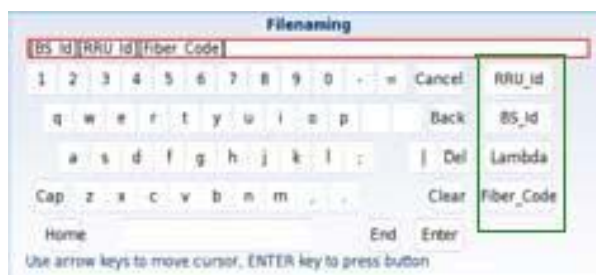 Filenaming
[BS_Id][RRU_Id][Fiber_Code]
1 2 3 4 5 6 7 8 9 0 - = Cancel RRU_Id
q w e r t y u i o p Back BS_Id
a s d f g h j k l ; Del Lambda
Cap z x c v b n m , . Clear Fiber_Code
Home End Enter
Use arrow keys to move cursor, ENTER key to press button